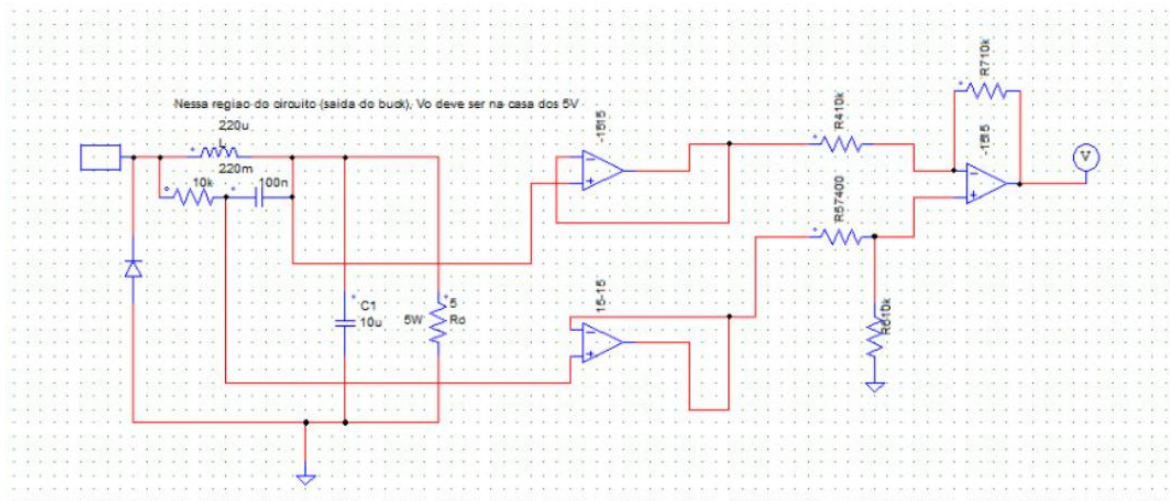 Nessa regiao do circuito (saida do buck), Vo deve ser na casa dos 5V
220u
L
220m
10k
100n
C1
10u
5W
5
Ro
-1515
15-15
R410k
R57400
R610k
R710k
-1515
V